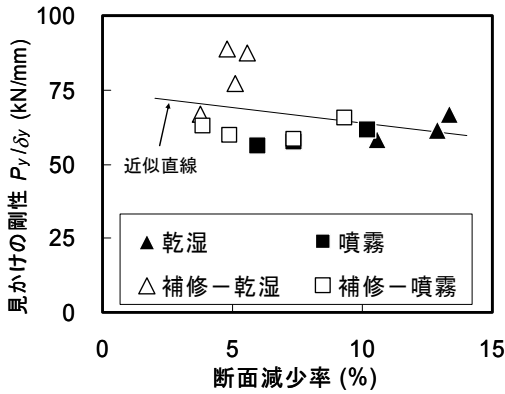 100
75
50
25
0
見かけの剛性 Py/δy (kN/mm)
近似直線
▲ 乾湿 ■ 噴霧
△ 補修－乾湿 □ 補修－噴霧
0 5 10 15
断面減少率 (%)